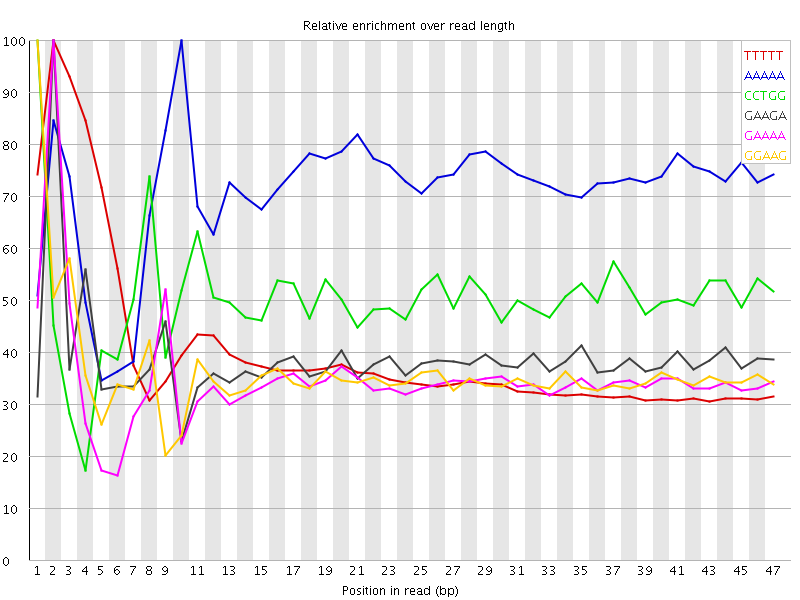 Relative enrichment over read length
100
90
80
70
60
50
40
30
20
10
0
TTTTT
AAAAA
CCTGG
GAAGA
GAAAA
GGAAG
1 2 3 4 5 6 7 8 9 11 13 15 17 19 21 23 25 27 29 31 33 35 37 39 41 43 45 47
Position in read (bp)